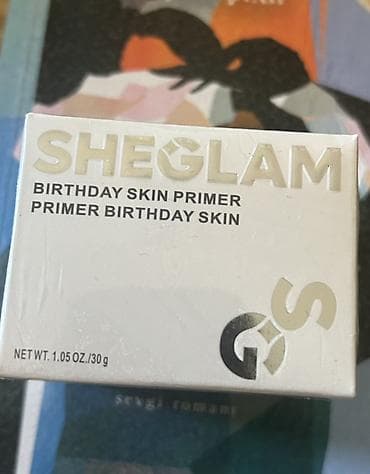 SHEGLAM
BIRTHDAY SKIN PRIMER
PRIMER BIRTHDAY SKIN
GS
NET WT. 1.05 OZ./30 g
sevgi romanı